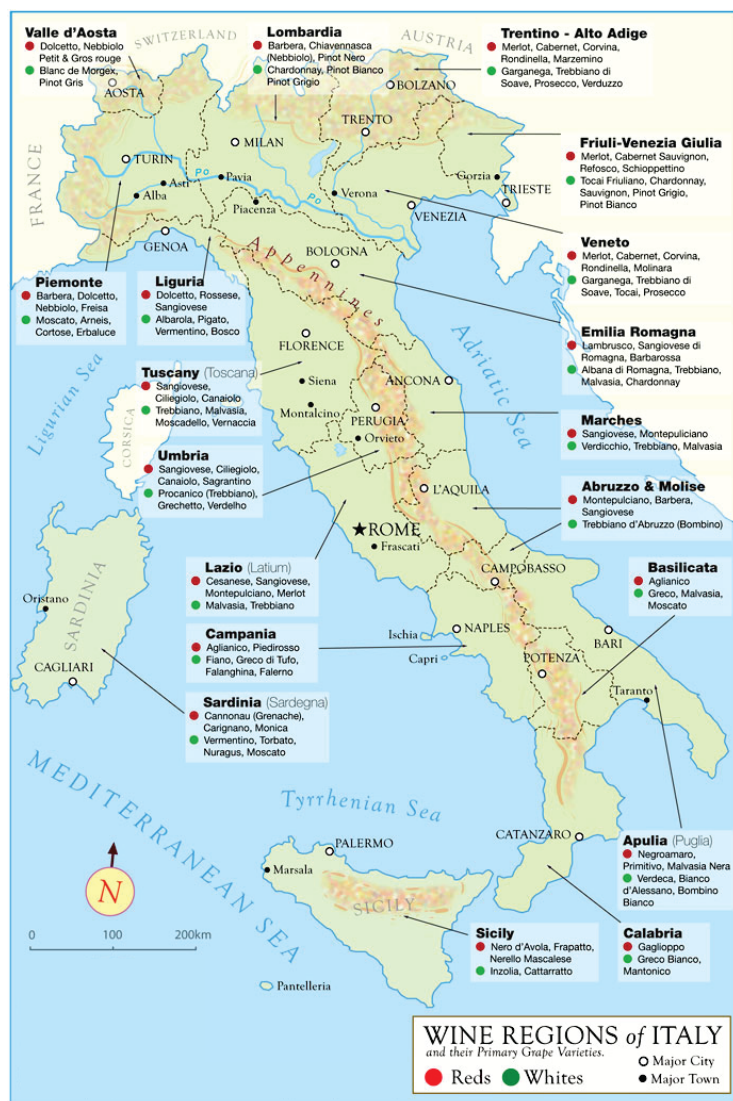 Valle d'Aosta
Dolcetto, Nebbiolo
Petit & Gros rouge
Blanc de Morgex,
Pinot Gris
SWITZERLAND
Lombardia
Barbera, Chiavennasca
(Nebbiolo), Pinot Nero
Chardonnay, Pinot Bianco
Pinot Grigio
AUSTRIA
Trentino - Alto Adige
Merlot, Cabernet, Corvina,
Rondinella, Marzemino
Garganega, Trebbiano di
Soave, Prosecco, Verduzzo
AOSTA
BOLZANO
TRENTO
MILAN
FRANCE
TURIN
Po
Asti
Pavia
Po
Alba
Piacenza
Verona
Gorzia
TRIESTE
VENEZIA
GENOA
Friuli-Venezia Giulia
Merlot, Cabernet Sauvignon,
Refosco, Schioppettino
Tocai Friuliano, Chardonnay,
Sauvignon, Pinot Grigio,
Pinot Bianco
Veneto
Merlot, Cabernet, Corvina,
Rondinella, Molinara
Garganega, Trebbiano di
Soave, Tocai, Prosecco
BOLOGNA
Appennines
Piemonte
Barbera, Dolcetto,
Nebbiolo, Freisa
Moscato, Arneis,
Cortose, Erbaluce
Liguria
Dolcetto, Rossese,
Sangiovese
Albarola, Pigato,
Vermentino, Bosco
Emilia Romagna
Lambrusco, Sangiovese di
Romagna, Barbarossa
Albana di Romagna, Trebbiano,
Malvasia, Chardonnay
Adriatic Sea
Ligurian Sea
FLORENCE
Siena
Montalcino
ANCONA
PERUGIA
Orvieto
Tuscany (Toscana)
Sangiovese,
Ciliegiolo, Canaiolo
Trebbiano, Malvasia,
Moscadello, Vernaccia
CORSICA
Marches
Sangiovese, Montepuliciano
Verdicchio, Trebbiano, Malvasia
Umbria
Sangiovese, Ciliegiolo,
Canaiolo, Sagrantino
Procanico (Trebbiano),
Grechetto, Verdelho
L'AQUILA
Abruzzo & Molise
Montepulciano, Barbera,
Sangiovese
Trebbiano d'Abruzzo (Bombino)
ROME
Frascati
Lazio (Latium)
Cesanese, Sangiovese,
Montepulciano, Merlot
Malvasia, Trebbiano
CAMPOBASSO
Basilicata
Aglianico
Greco, Malvasia,
Moscato
Oristano
SARDINIA
CAGLIARI
Campania
Aglianico, Piedirosso
Fiano, Greco di Tufo,
Falanghina, Falerno
Ischia
Capri
NAPLES
BARI
POTENZA
Taranto
Sardinia (Sardegna)
Cannonau (Grenache),
Carignano, Monica
Vermentino, Torbato,
Nuragus, Moscato
MEDITERRANEAN SEA
Tyrrhenian Sea
CATANZARO
Apulia (Puglia)
Negroamaro,
Primitivo, Malvasia Nera
Verdeca, Bianco
d'Alessano, Bombino
Bianco
PALERMO
Marsala
SICILY
N
0 100 200km
Pantelleria
Sicily
Nero d'Avola, Frapatto,
Nerello Mascalese
Inzolia, Cattarratto
Calabria
Gaglioppo
Greco Bianco,
Mantonico
WINE REGIONS of ITALY
and their Primary Grape Varieties.
Reds Whites
Major City
Major Town